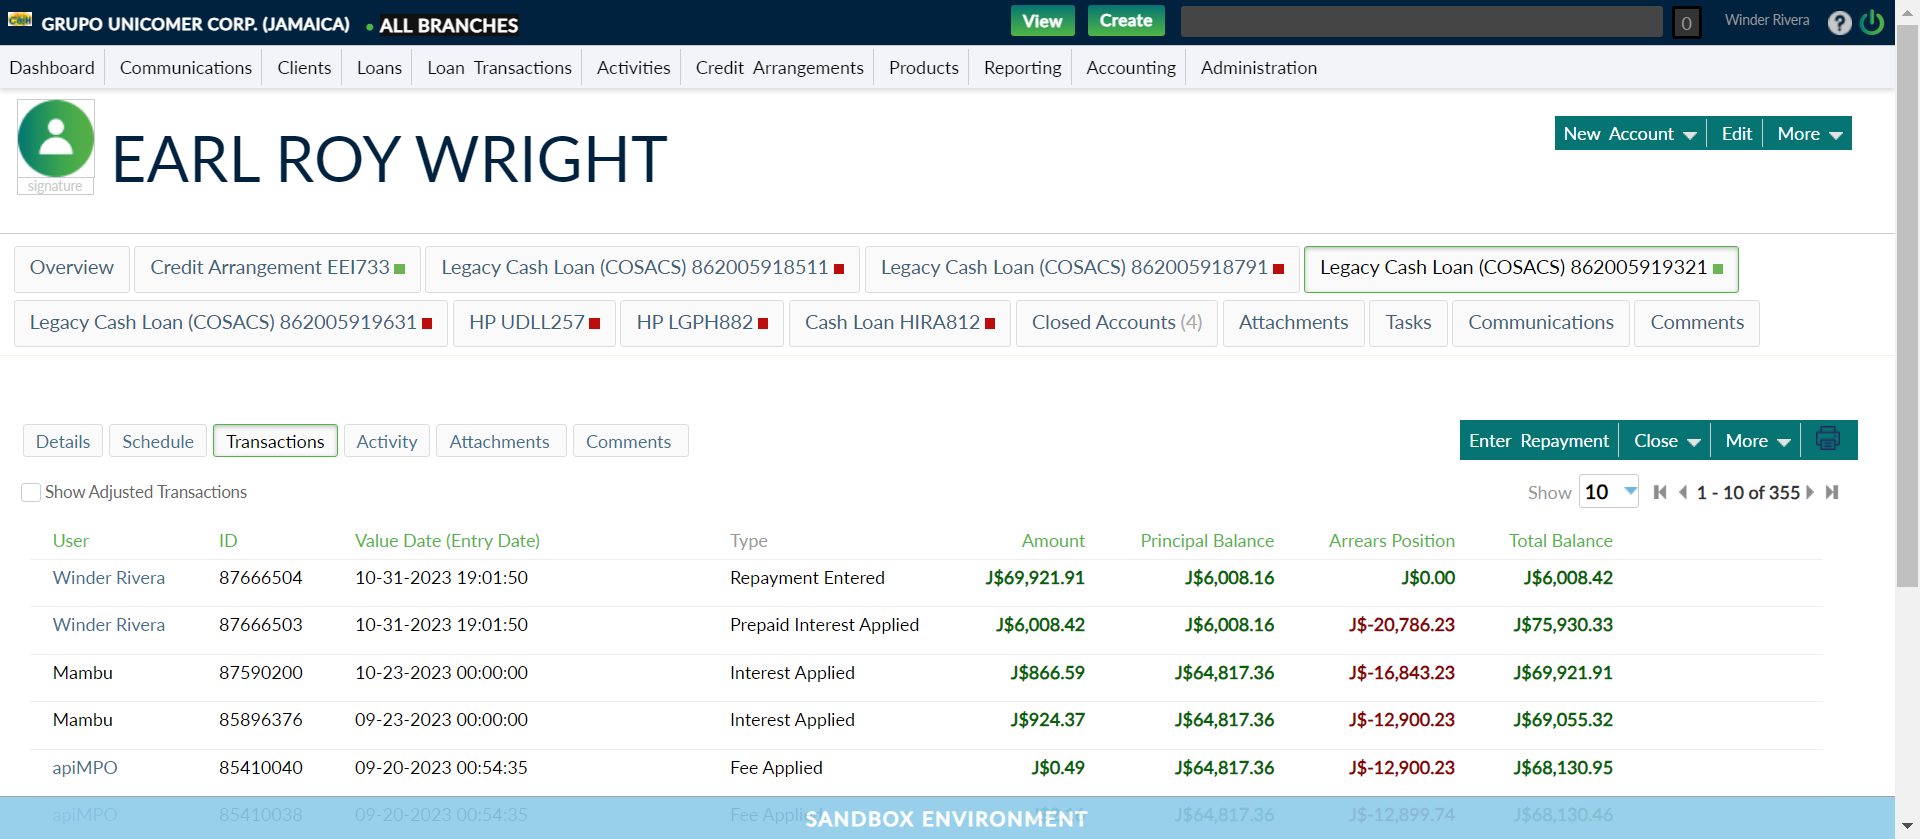 GRUPO UNICOMER CORP. (JAMAICA) • ALL BRANCHES View Create 0 Winder Rivera ?
Dashboard Communications Clients Loans Loan Transactions Activities Credit Arrangements Products Reporting Accounting Administration
EARL ROY WRIGHT
signature
New Account Edit More
Overview Credit Arrangement EEI733 Legacy Cash Loan (COSACS) 862005918511 Legacy Cash Loan (COSACS) 862005918791 Legacy Cash Loan (COSACS) 862005919321
Legacy Cash Loan (COSACS) 862005919631 HP UDLL257 HP LGPH882 Cash Loan HIRA812 Closed Accounts (4) Attachments Tasks Communications Comments
Details Schedule Transactions Activity Attachments Comments Enter Repayment Close More
Show Adjusted Transactions Show 10 1 - 10 of 355
User ID Value Date (Entry Date) Type Amount Principal Balance Arrears Position Total Balance
Winder Rivera 87666504 10-31-2023 19:01:50 Repayment Entered J$69,921.91 J$6,008.16 J$0.00 J$6,008.42
Winder Rivera 87666503 10-31-2023 19:01:50 Prepaid Interest Applied J$6,008.42 J$6,008.16 J$-20,786.23 J$75,930.33
Mambu 87590200 10-23-2023 00:00:00 Interest Applied J$866.59 J$64,817.36 J$-16,843.23 J$69,921.91
Mambu 85896376 09-23-2023 00:00:00 Interest Applied J$924.37 J$64,817.36 J$-12,900.23 J$69,055.32
apiMPO 85410040 09-20-2023 00:54:35 Fee Applied J$0.49 J$64,817.36 J$-12,900.23 J$68,130.95
apiMPO 85410038 09-20-2023 00:54:35 Fee Applied J$64,817.36 J$-12,899.74 J$68,130.46
SANDBOX ENVIRONMENT